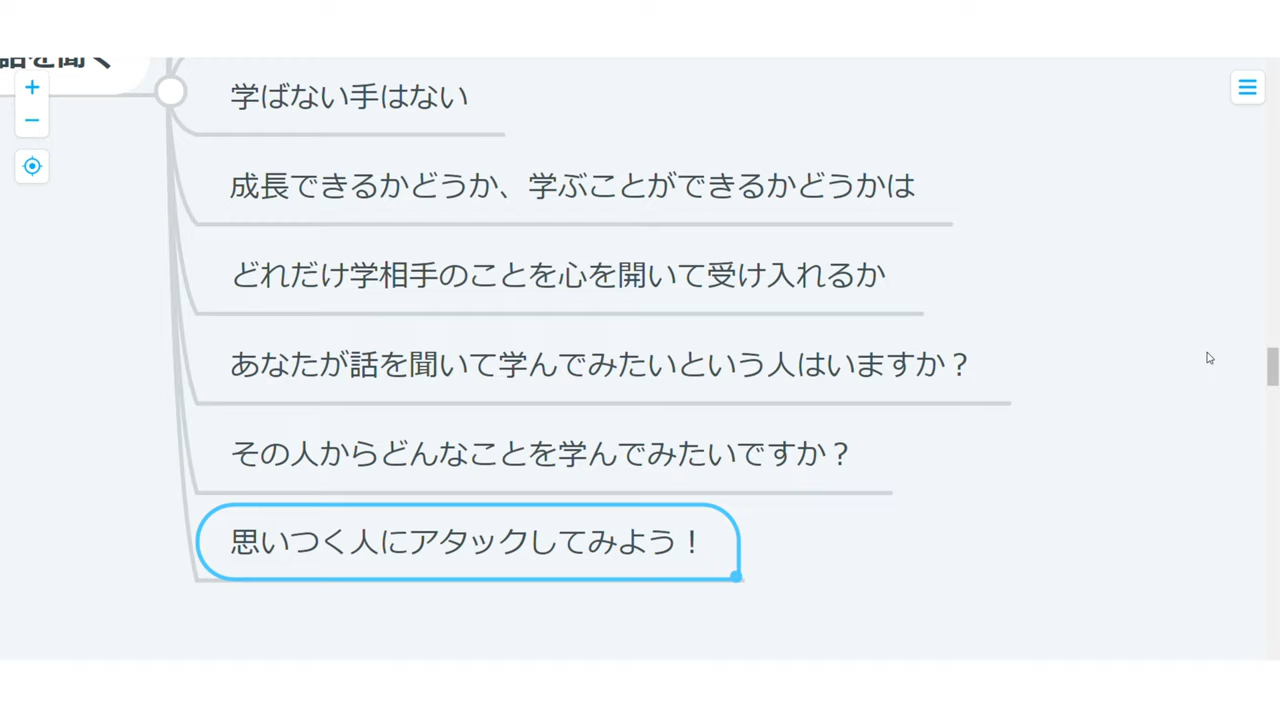 話を聞く
学ばない手はない
成長できるかどうか、学ぶことができるかどうかは
どれだけ学相手のことを心を開いて受け入れるか
あなたが話を聞いて学んでみたいという人はいますか？
その人からどんなことを学んでみたいですか？
思いつく人にアタックしてみよう！